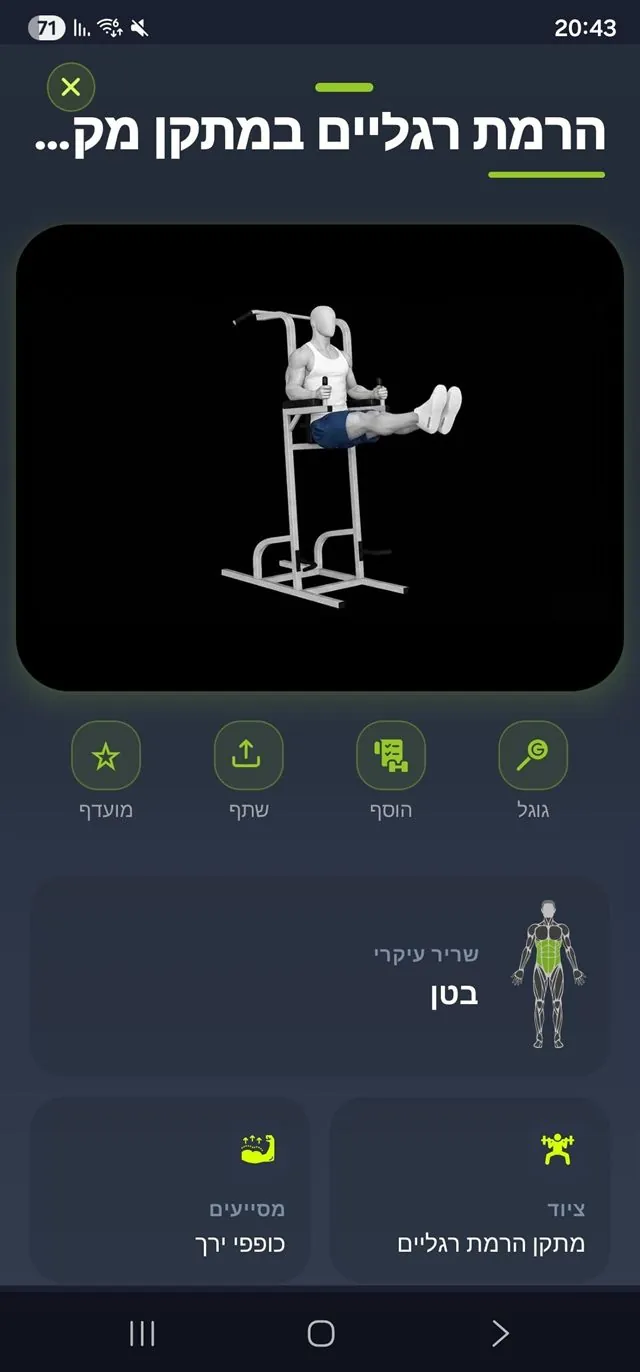 71
20:43
הרמת רגליים במתקן מק...
גוגל
הוסף
שתף
מועדף
שריר עיקרי
בטן
ציוד
מתקן הרמת רגליים
מסייעים
כופפי ירך